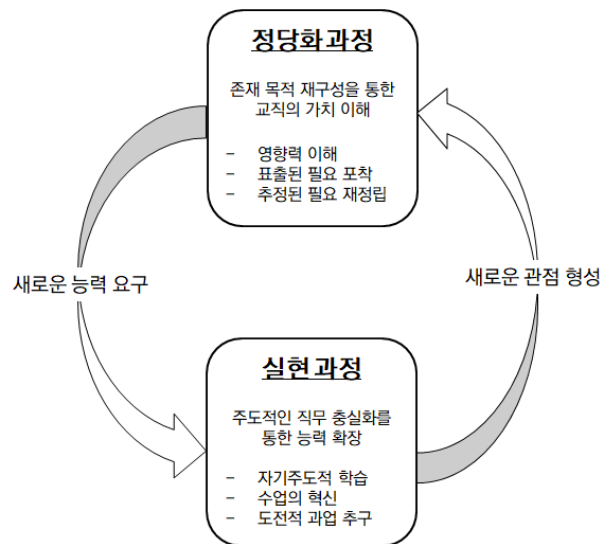 정당화 과정
존재 목적 재구성을 통한
교직의 가치 이해
- 영향력 이해
- 표출된 필요 포착
- 추정된 필요 재정립
새로운 능력 요구
새로운 관점 형성
실현 과정
주도적인 직무 충실화를
통한 능력 확장
- 자기주도적 학습
- 수업의 혁신
- 도전적 과업 추구